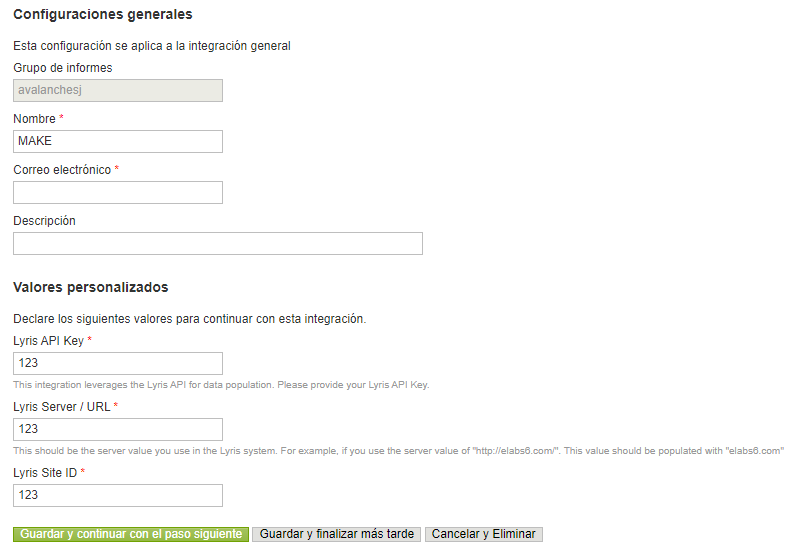 Configuraciones generales
Esta configuración se aplica a la integración general
Grupo de informes
avalanchesj
Nombre *
MAKE
Correo electrónico *
Descripción
Valores personalizados
Declare los siguientes valores para continuar con esta integración.
Lyris API Key *
123
This integration leverages the Lyris API for data population. Please provide your Lyris API Key.
Lyris Server / URL *
123
This should be the server value you use in the Lyris system. For example, if you use the server value of "http://elabs6.com/". This value should be populated with "elabs6.com"
Lyris Site ID *
123
Guardar y continuar con el paso siguiente Guardar y finalizar más tarde Cancelar y Eliminar